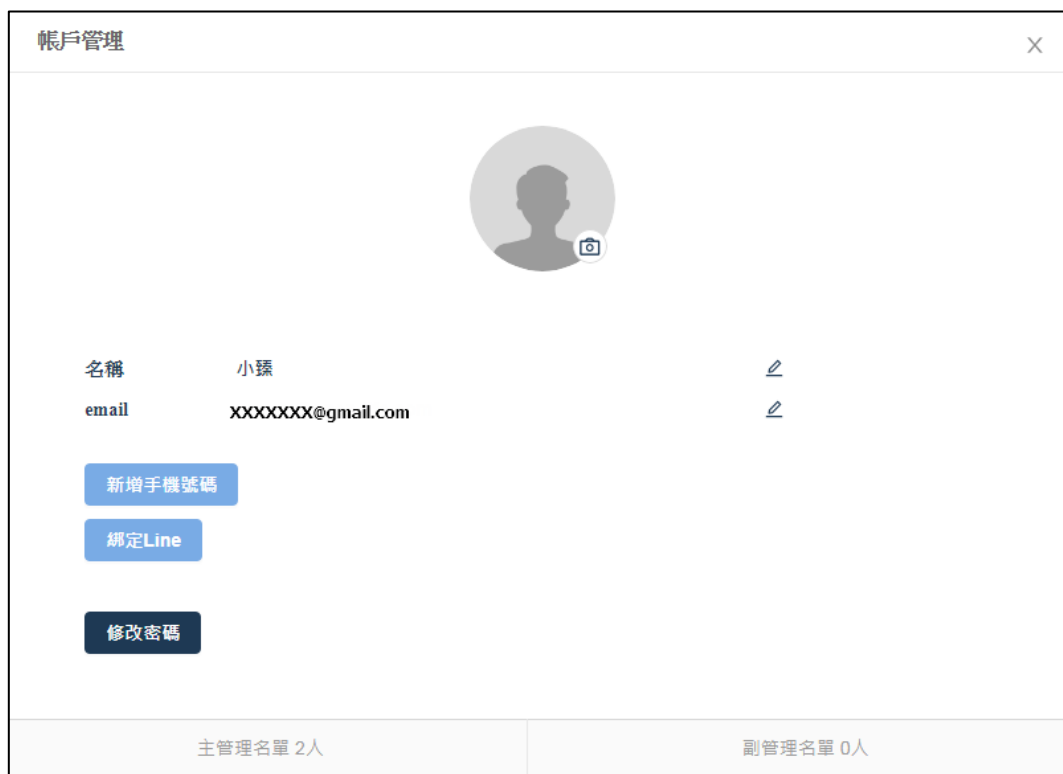 帳戶管理
名稱 小臻
email XXXXXXX@gmail.com
新增手機號碼
綁定Line
修改密碼
主管理名單 2人 副管理名單 0人